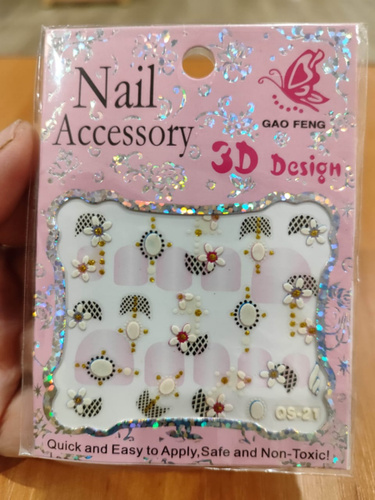 Nail
Accessory
GAO FENG
3D Design
OS-21
Quick and Easy to Apply,Safe and Non-Toxic!